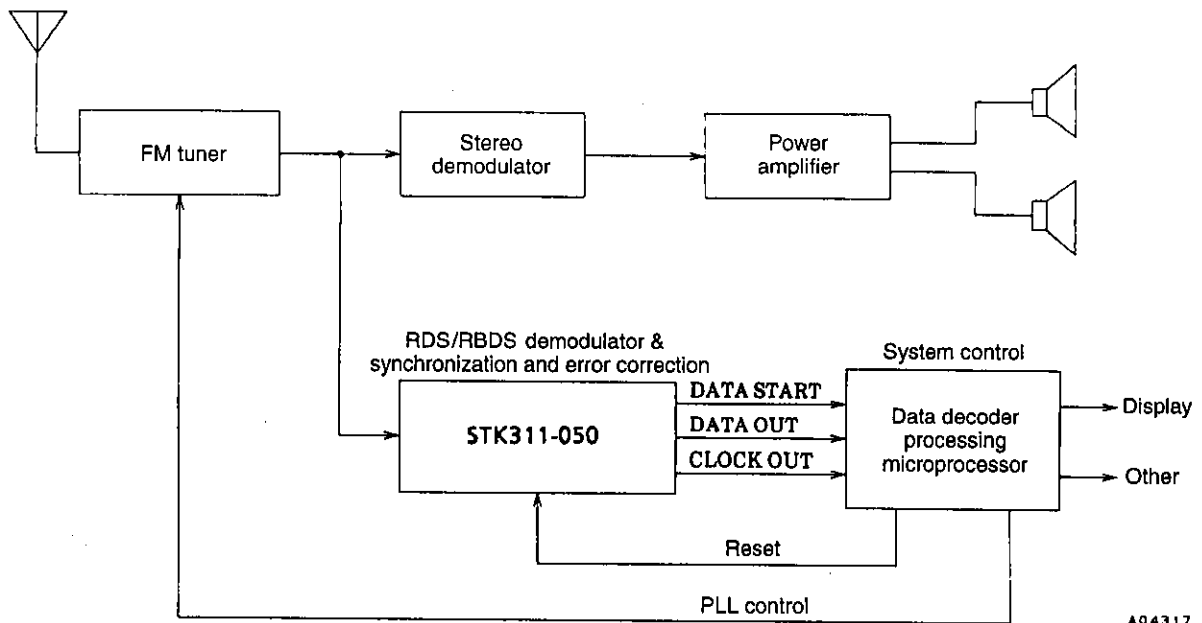 FM tuner
Stereo
demodulator
Power
amplifier
RDS/RBDS demodulator &
synchronization and error correction
STK311-050
DATA START
DATA OUT
CLOCK OUT
System control
Data decoder
processing
microprocessor
Display
Other
Reset
PLL control
A04317